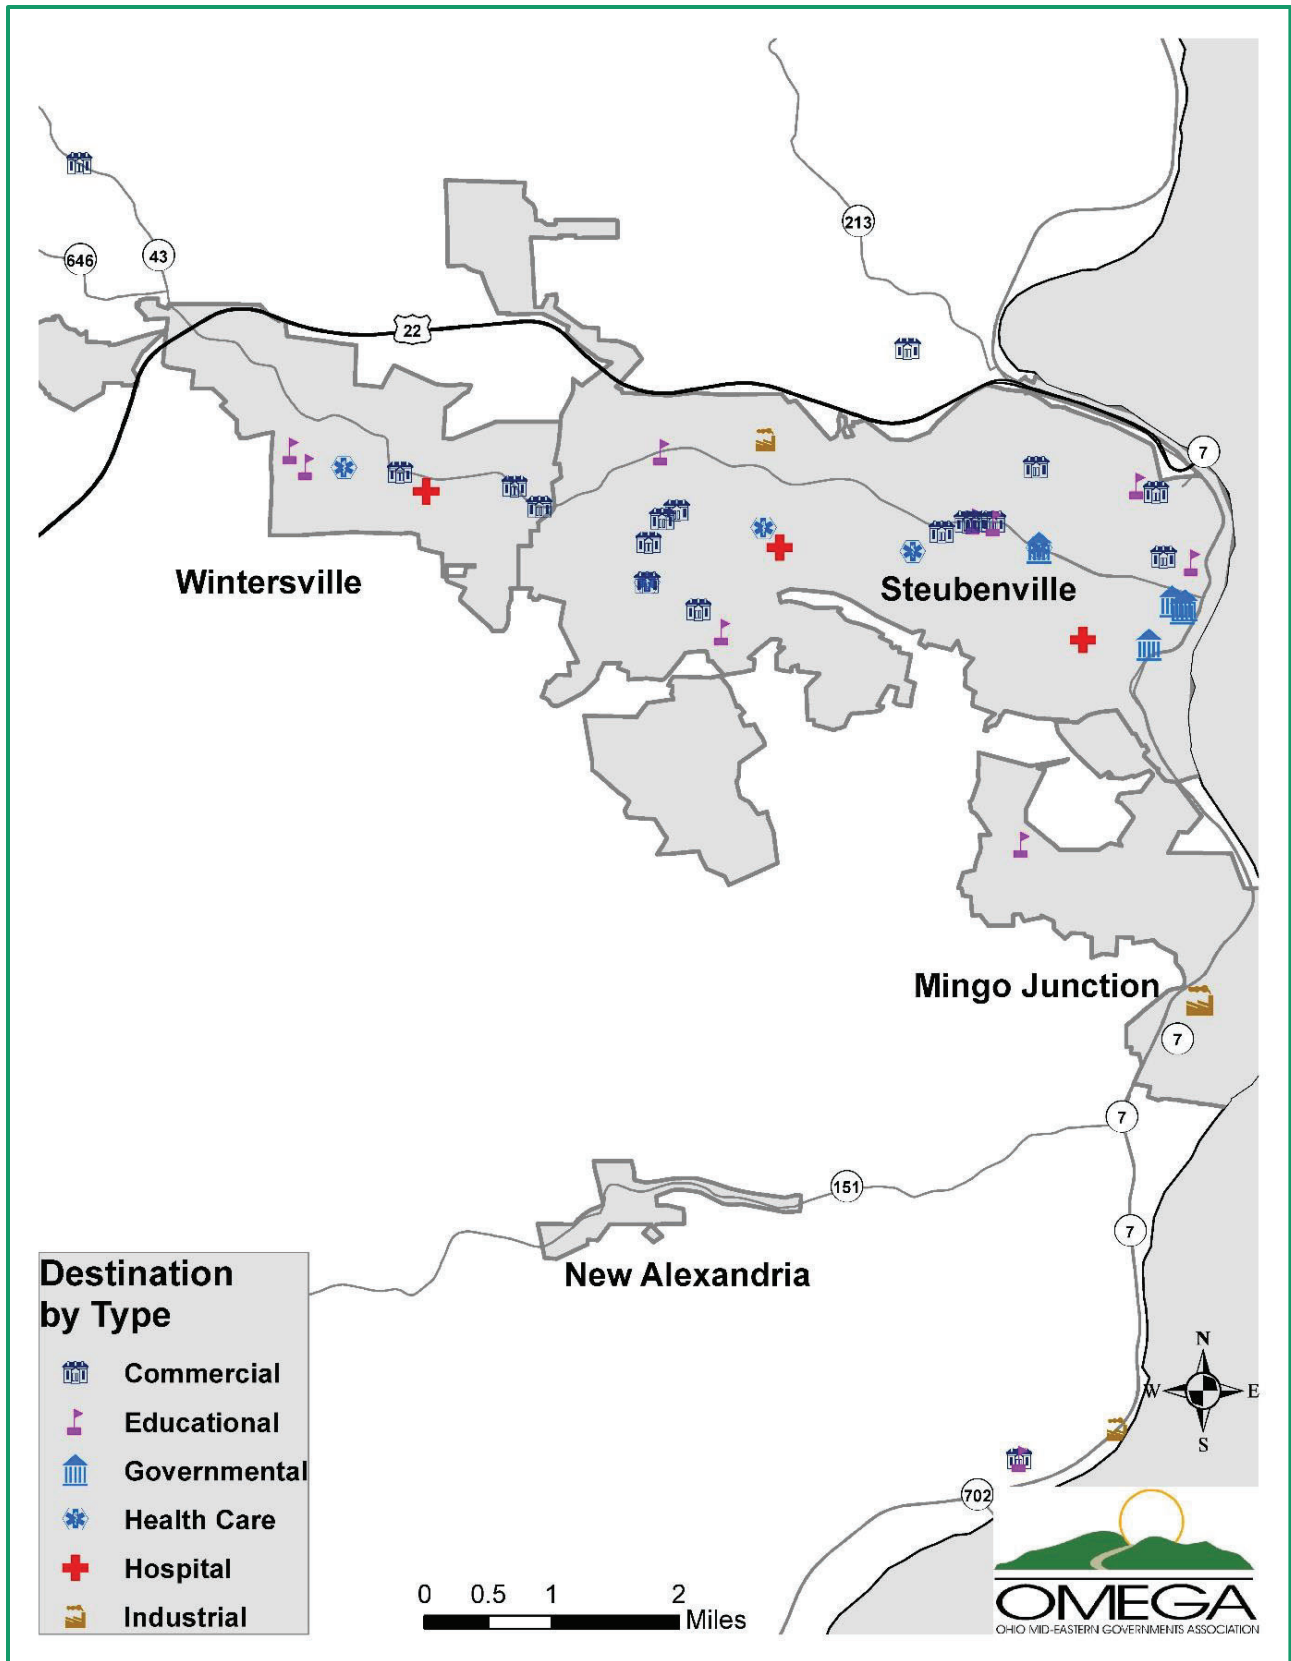 213
646
43
22
7
Wintersville
Steubenville
Mingo Junction
7
7
151
7
New Alexandria
Destination
by Type
Commercial
Educational
Governmental
Health Care
Hospital
Industrial
N
W
E
S
702
0 0.5 1 2
Miles
OMEGA
OHIO MID-EASTERN GOVERNMENTS ASSOCIATION